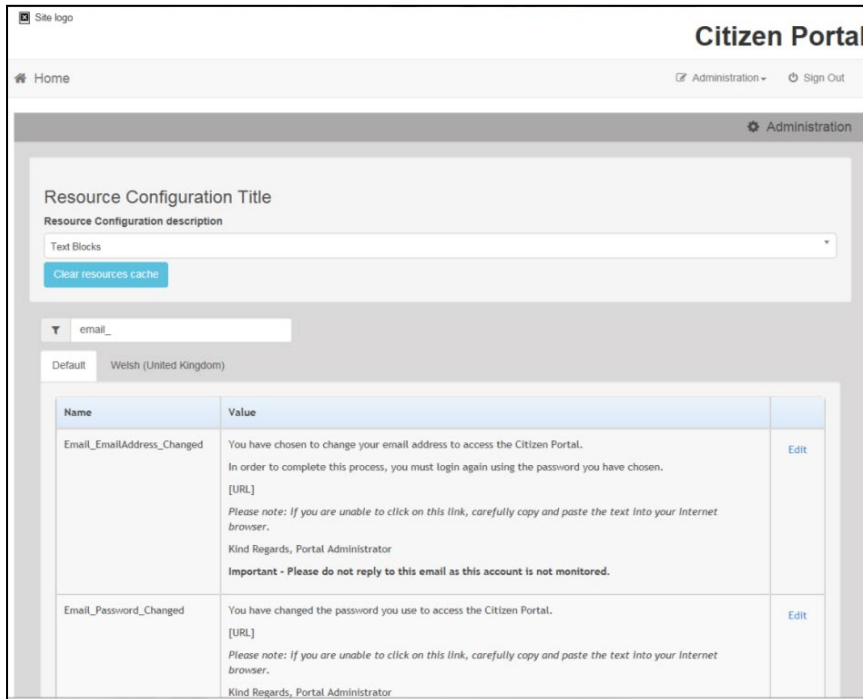 Site logo
Citizen Portal
Home
Administration
Sign Out
Administration
Resource Configuration Title
Resource Configuration description
Text Blocks
Clear resources cache
email_
Default
Welsh (United Kingdom)
Name
Value
Email_EmailAddress_Changed
You have chosen to change your email address to access the Citizen Portal.
Edit
In order to complete this process, you must login again using the password you have chosen.
[URL]
Please note: if you are unable to click on this link, carefully copy and paste the text into your Internet
browser.
Kind Regards, Portal Administrator
Important - Please do not reply to this email as this account is not monitored.
Email_Password_Changed
You have changed the password you use to access the Citizen Portal.
Edit
[URL]
Please note: if you are unable to click on this link, carefully copy and paste the text into your Internet
browser.
Kind Regards, Portal Administrator